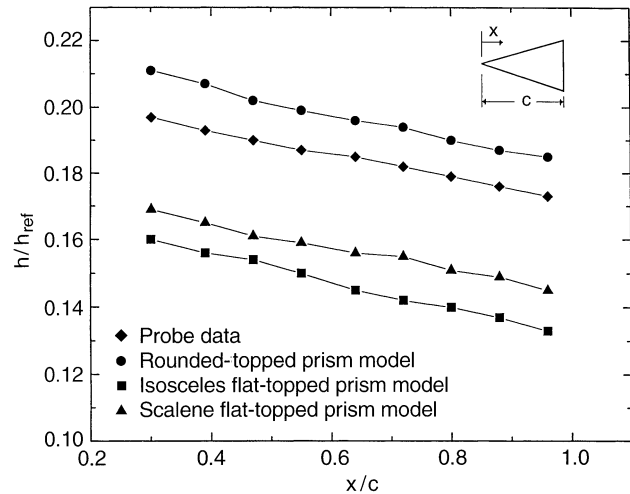 0.22
0.20
0.18
0.16
0.14
0.12
0.10
h/h_ref
x
c
◆ Probe data
● Rounded-topped prism model
■ Isosceles flat-topped prism model
▲ Scalene flat-topped prism model
0.2 0.4 0.6 0.8 1.0
x/c